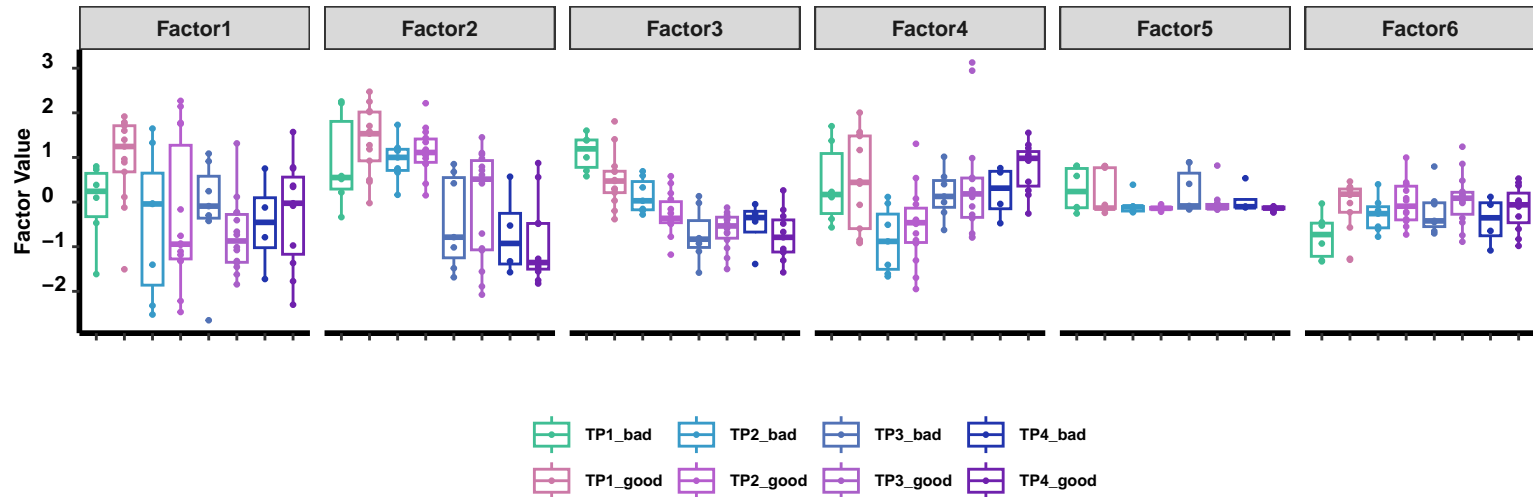 Factor1 Factor2 Factor3 Factor4 Factor5 Factor6
Factor Value
3
2
1
0
−1
−2
TP1_bad TP2_bad TP3_bad TP4_bad
TP1_good TP2_good TP3_good TP4_good